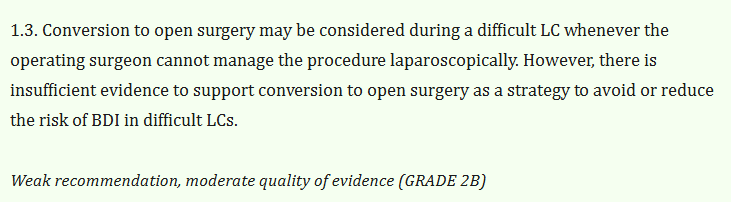 1.3. Conversion to open surgery may be considered during a difficult LC whenever the
operating surgeon cannot manage the procedure laparoscopically. However, there is
insufficient evidence to support conversion to open surgery as a strategy to avoid or reduce
the risk of BDI in difficult LCs.
Weak recommendation, moderate quality of evidence (GRADE 2B)